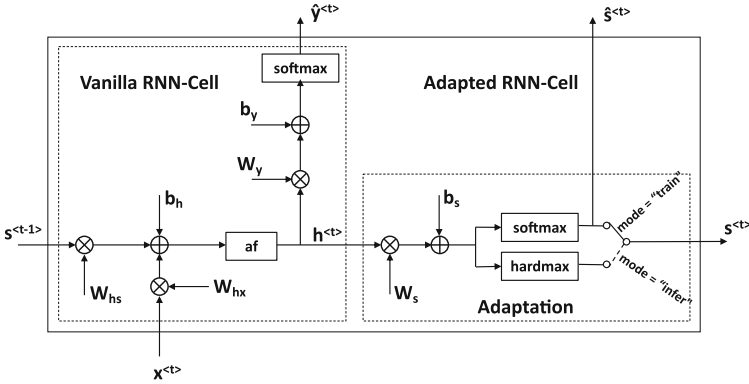 ŷ<t>
ŝ<t>
softmax
Vanilla RNN-Cell
Adapted RNN-Cell
by
Wy
bh
bs
softmax
mode = "train"
s<t-1>
af
h<t>
s<t>
hardmax
mode = "infer"
Whs
Whx
Ws
Adaptation
x<t>